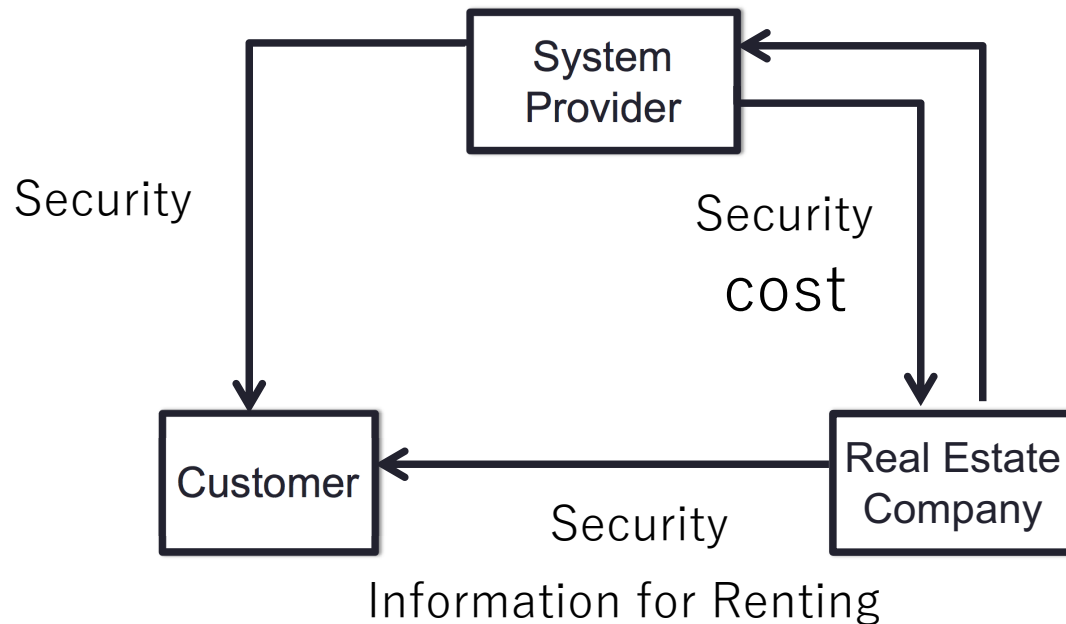 System
Provider
Security
Security
cost
Customer
Real Estate
Company
Security
Information for Renting